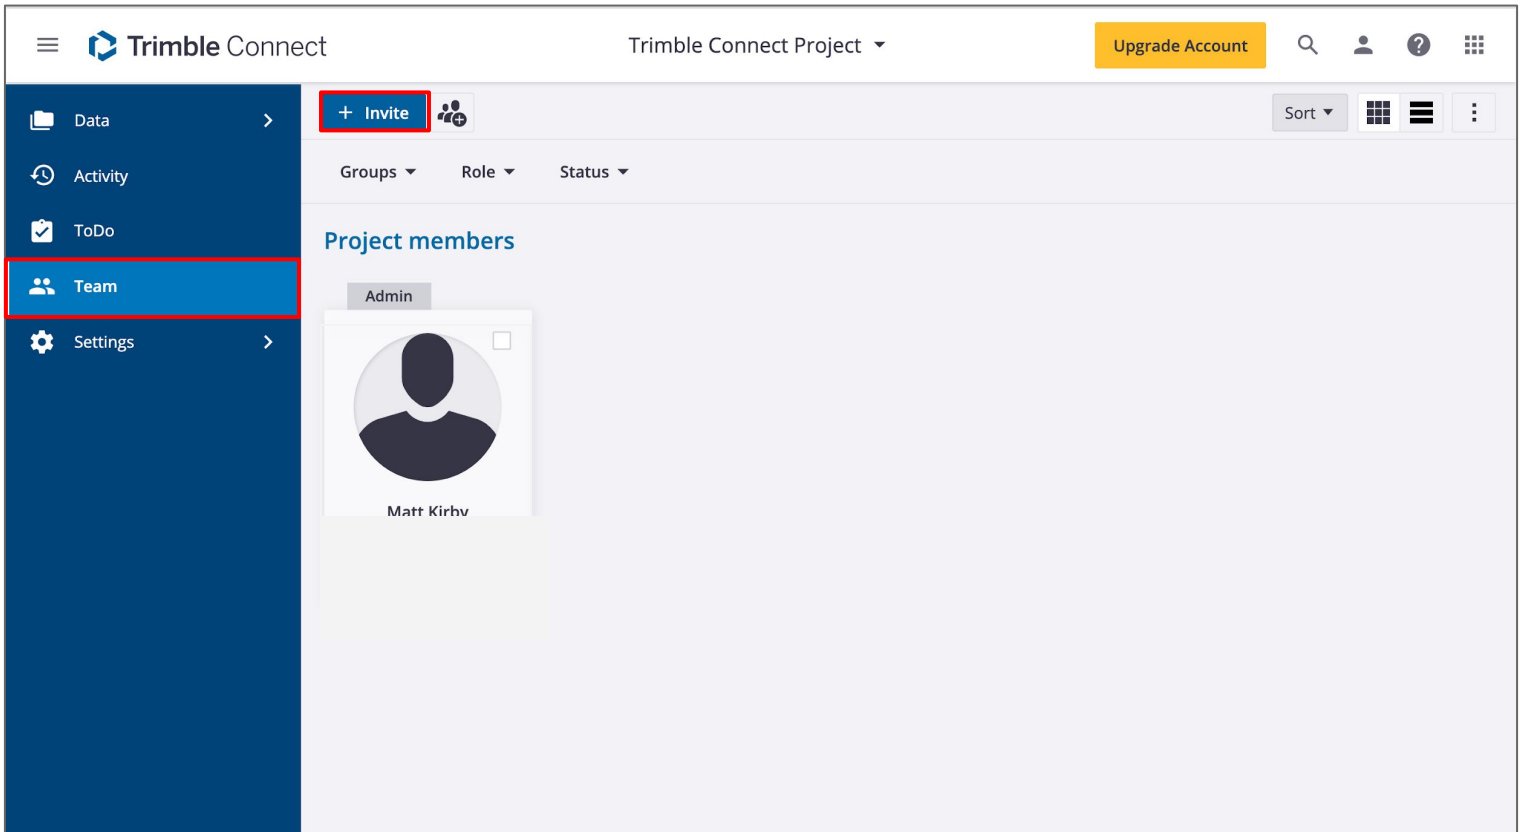 Trimble Connect
Trimble Connect Project
Upgrade Account
?
Data
Activity
ToDo
Team
Settings
+ Invite
Sort
Groups
Role
Status
Project members
Admin
Matt Kirby